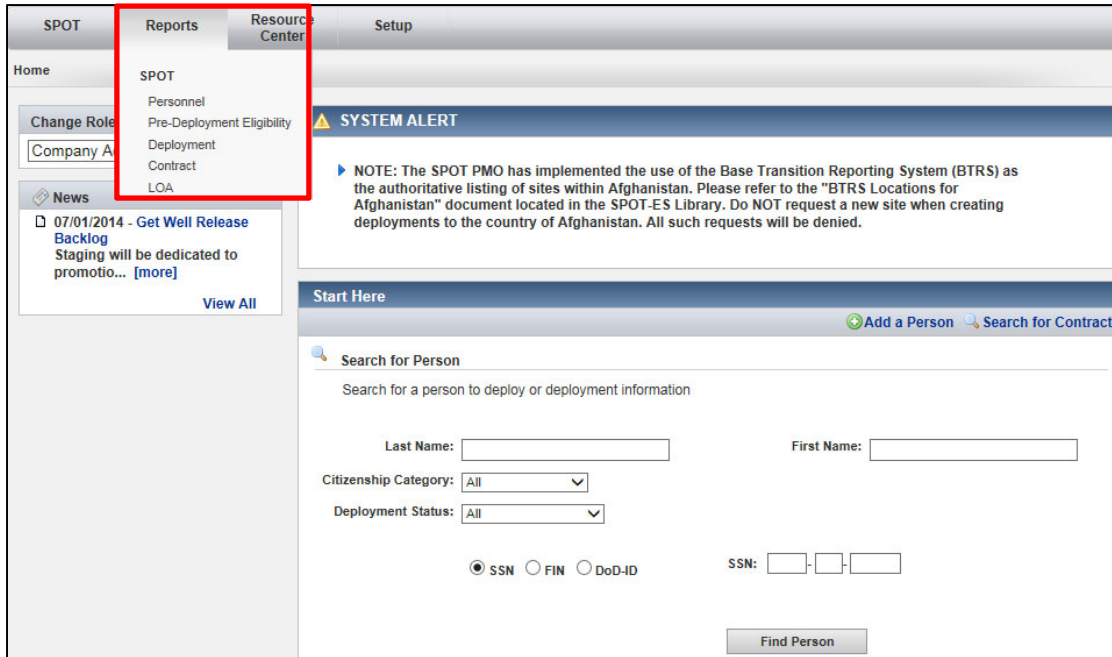 SPOT
Reports
Resource
Center
Setup
Home
SPOT
Personnel
Pre-Deployment Eligibility
Deployment
Contract
LOA
Change Role
Company A
News
07/01/2014 - Get Well Release
Backlog
Staging will be dedicated to
promotio... [more]
View All
SYSTEM ALERT
NOTE: The SPOT PMO has implemented the use of the Base Transition Reporting System (BTRS) as
the authoritative listing of sites within Afghanistan. Please refer to the "BTRS Locations for
Afghanistan" document located in the SPOT-ES Library. Do NOT request a new site when creating
deployments to the country of Afghanistan. All such requests will be denied.
Start Here
Add a Person Search for Contract
Search for Person
Search for a person to deploy or deployment information
Last Name: First Name:
Citizenship Category: All
Deployment Status: All
SSN FIN DoD-ID SSN: - -
Find Person